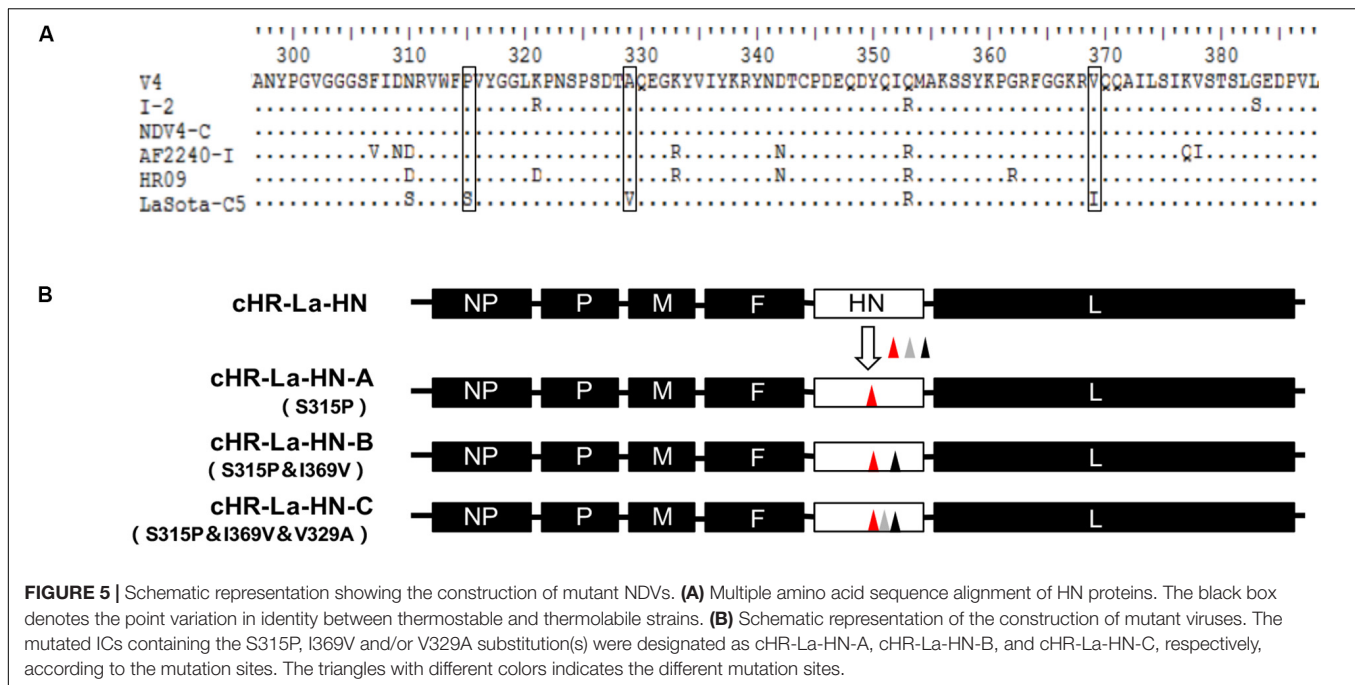 A
300 310 320 330 340 350 360 370 380
V4 ANYPGVGGGSFIDNRVWFPVYGGLKPNSPSDTAQEGKYVIYKRYNDTCPDEQDYQIQMAKSSYKPGRFGGKRVQQAILSIKVSTSLGEDPVL
I-2 ........................R...............................R.............................S.....
NDV4-C ............................................................................................
AF2240-I ..........V.ND......................R........N..........R.......................QI..........
HR09 .............D..........D...........R........N..........R........R..........................
LaSota-C5 .............S....S.............V.......................R...............I...................
B
cHR-La-HN NP P M F HN L
cHR-La-HN-A NP P M F L
( S315P )
cHR-La-HN-B NP P M F L
( S315P&I369V )
cHR-La-HN-C NP P M F L
( S315P&I369V&V329A )
FIGURE 5 | Schematic representation showing the construction of mutant NDVs. (A) Multiple amino acid sequence alignment of HN proteins. The black box
denotes the point variation in identity between thermostable and thermolabile strains. (B) Schematic representation of the construction of mutant viruses. The
mutated ICs containing the S315P, I369V and/or V329A substitution(s) were designated as cHR-La-HN-A, cHR-La-HN-B, and cHR-La-HN-C, respectively,
according to the mutation sites. The triangles with different colors indicates the different mutation sites.